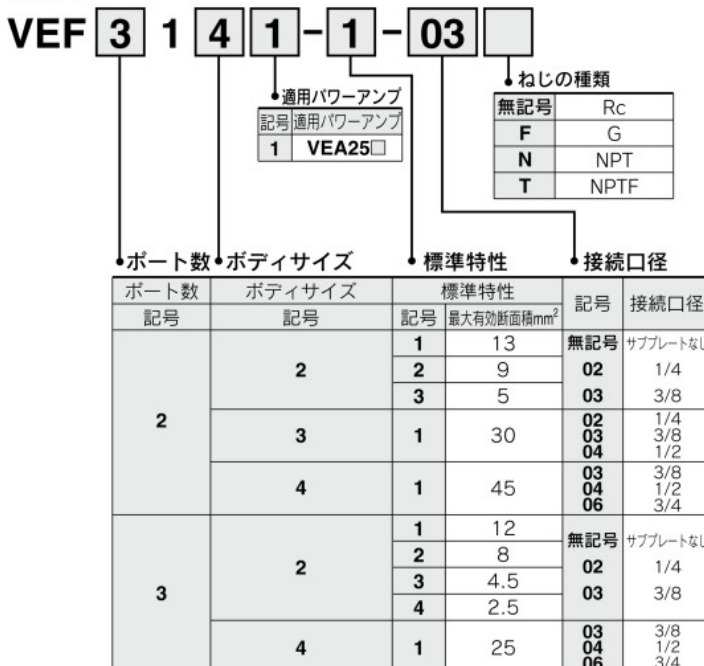 VEF 3 1 4 1 - 1 - 03
適用パワーアンプ
記号 適用パワーアンプ
1 VEA25□
ねじの種類
無記号 Rc
F G
N NPT
T NPTF
ポート数 ボディサイズ 標準特性 接続口径
ポート数 ボディサイズ 標準特性 記号 接続口径
記号 記号 記号 最大有効断面積mm²
2 2 1 13 無記号 サブプレートなし
2 9 02 1/4
3 5 03 3/8
3 1 30 02 1/4
03 3/8
04 1/2
4 1 45 03 3/8
04 1/2
06 3/4
3 2 1 12 無記号 サブプレートなし
2 8 02 1/4
3 4.5 03 3/8
4 2.5
4 1 25 03 3/8
04 1/2
06 3/4